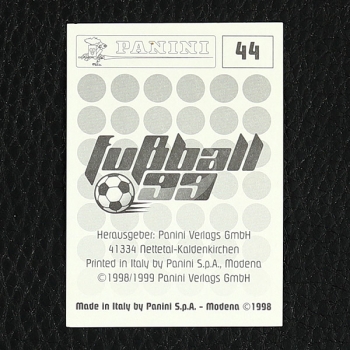 PANINI
44
fußball
99
Herausgeber: Panini Verlags GmbH
41334 Nettetal-Kaldenkirchen
Printed in Italy by Panini S.p.A., Modena
©1998/1999 Panini Verlags GmbH
Made in Italy by Panini S.p.A. - Modena ©1998